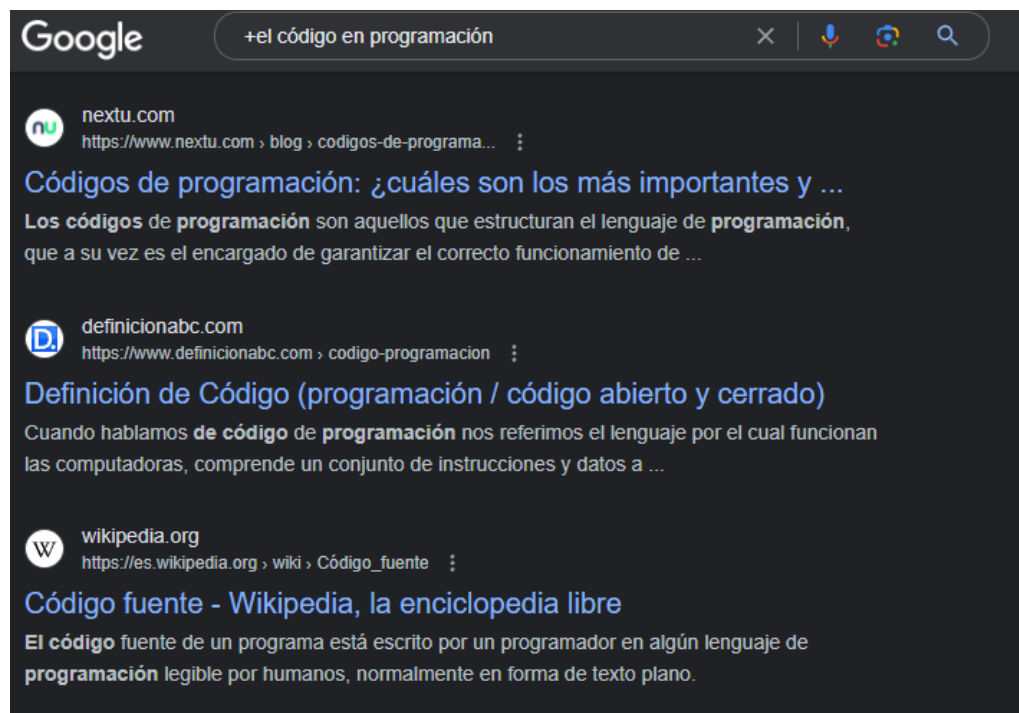 Google
+el código en programación
nu
nextu.com
https://www.nextu.com › blog › codigos-de-programa...
Códigos de programación: ¿cuáles son los más importantes y ...
Los códigos de programación son aquellos que estructuran el lenguaje de programación,
que a su vez es el encargado de garantizar el correcto funcionamiento de ...
D.
definicionabc.com
https://www.definicionabc.com › codigo-programacion
Definición de Código (programación / código abierto y cerrado)
Cuando hablamos de código de programación nos referimos el lenguaje por el cual funcionan
las computadoras, comprende un conjunto de instrucciones y datos a ...
W
wikipedia.org
https://es.wikipedia.org › wiki › Código_fuente
Código fuente - Wikipedia, la enciclopedia libre
El código fuente de un programa está escrito por un programador en algún lenguaje de
programación legible por humanos, normalmente en forma de texto plano.